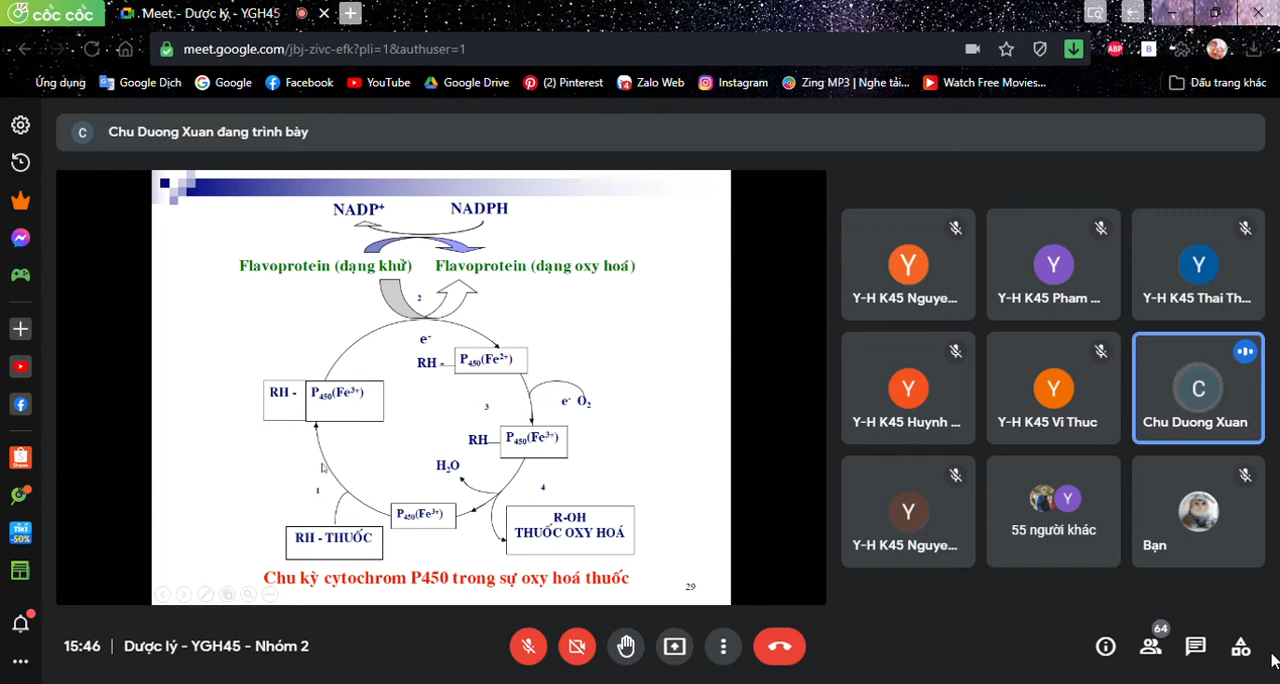 cốc cốc
Meet - Dược lý - YGH45
meet.google.com/jbj-zivc-efk?pli=1&authuser=1
ABP
B
Ứng dụng Google Dịch Google Facebook YouTube Google Drive (2) Pinterest Zalo Web Instagram Zing MP3 | Nghe tải... Watch Free Movies... Dấu trang khác
C Chu Duong Xuan đang trình bày
NADP+ NADPH
Flavoprotein (dạng khử) Flavoprotein (dạng oxy hoá)
2
e-
RH - P450(Fe2+)
RH - P450(Fe3+)
3
e- O2
RH P450(Fe3+)
H2O
1
4
P450(Fe3+)
RH - THUỐC
R-OH
THUỐC OXY HOÁ
Chu kỳ cytochrom P450 trong sự oxy hoá thuốc
29
Y
Y-H K45 Nguye...
Y
Y-H K45 Pham ...
Y
Y-H K45 Thai Th...
Y
Y-H K45 Huynh ...
Y
Y-H K45 Vi Thuc
C
Chu Duong Xuan
Y
Y-H K45 Nguye...
Y
55 người khác
Bạn
TIKI
-50%
15:46 | Dược lý - YGH45 - Nhóm 2
64